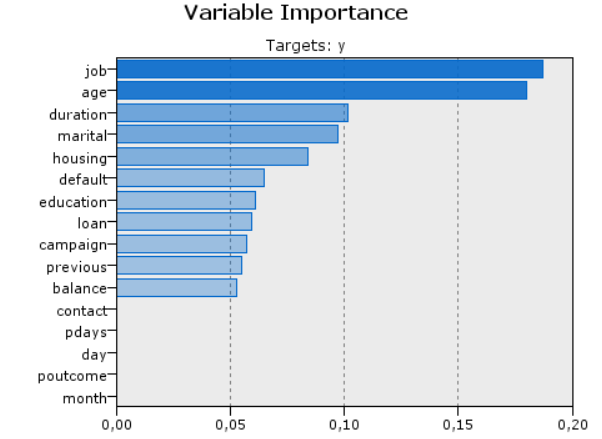 Variable Importance
Targets: y
job
age
duration
marital
housing
default
education
loan
campaign
previous
balance
contact
pdays
day
poutcome
month
0,00 0,05 0,10 0,15 0,20